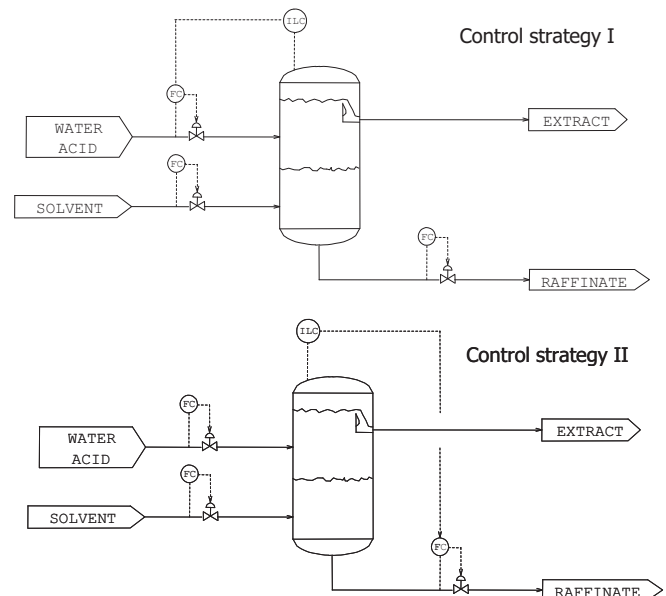 ILC
Control strategy I
FC
WATER
ACID
EXTRACT
FC
SOLVENT
FC
RAFFINATE
ILC
Control strategy II
FC
WATER
ACID
EXTRACT
FC
SOLVENT
FC
RAFFINATE